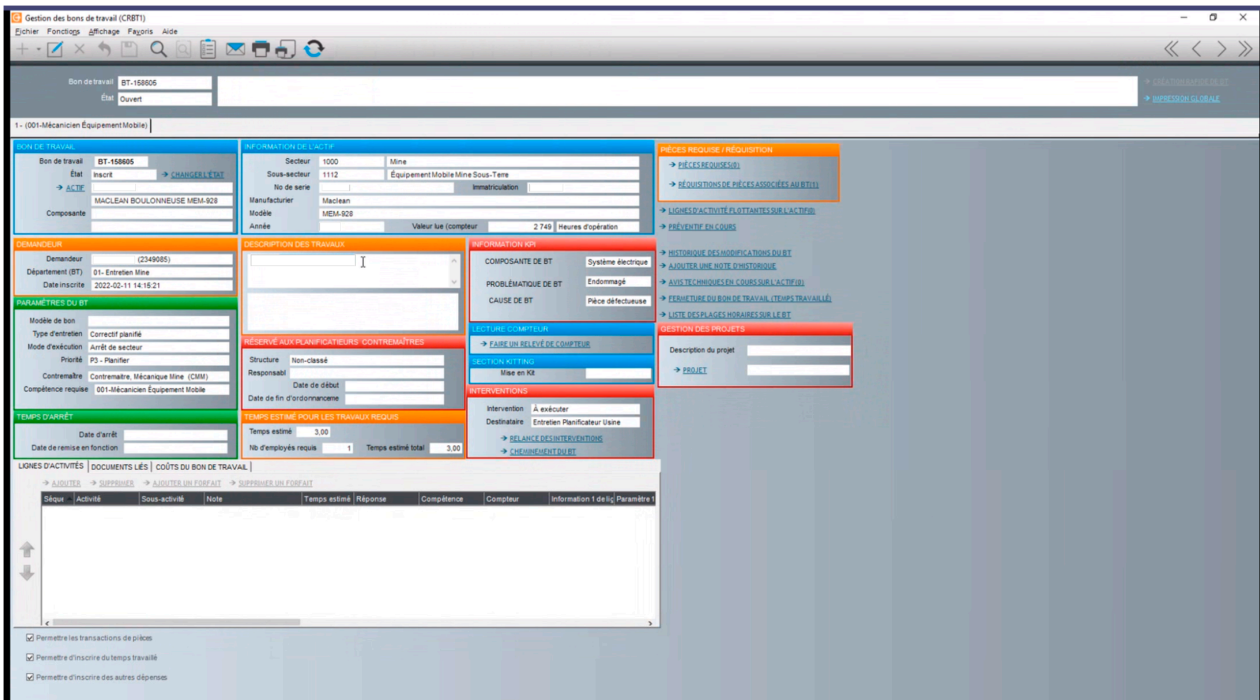 Gestion des bons de travail (CRBT1)
Fichier Fonctions Affichage Favoris Aide
Bon de travail BT-158605
État Ouvert
→ CRÉATION RAPIDE DE BT
→ IMPRESSION GLOBALE
1 - (001-Mécanicien Équipement Mobile)
BON DE TRAVAIL
Bon de travail BT-158605
État Inscrit → CHANGER L'ÉTAT
→ ACTIF
MACLEAN BOULONNEUSE MEM-928
Composante
INFORMATION DE L'ACTIF
Secteur 1000 Mine
Sous-secteur 1112 Équipement Mobile Mine Sous-Terre
No de serie Immatriculation
Manufacturier Maclean
Modèle MEM-928
Année Valeur lue (compteur 2 749 Heures d'opération
PIÈCES REQUISE / RÉQUISITION
→ PIÈCES REQUISES(0)
→ RÉQUISITIONS DE PIÈCES ASSOCIÉES AU BT(1)
→ LIGNES D'ACTIVITÉ FLOTTANTES SUR L'ACTIF(0)
→ PRÉVENTIF EN COURS
→ HISTORIQUE DES MODIFICATIONS DU BT
→ AJOUTER UNE NOTE D'HISTORIQUE
→ AVIS TECHNIQUES EN COURS SUR L'ACTIF(0)
→ FERMETURE DU BON DE TRAVAIL (TEMPS TRAVAILLÉ)
→ LISTE DES PLAGES HORAIRES SUR LE BT
DEMANDEUR
Demandeur (2349085)
Département (BT) 01- Entretien Mine
Date inscrite 2022-02-11 14:15:21
DESCRIPTION DES TRAVAUX
INFORMATION KPI
COMPOSANTE DE BT Système électrique
PROBLÉMATIQUE DE BT Endommagé
CAUSE DE BT Pièce défectueuse
PARAMÈTRES DU BT
Modèle de bon
Type d'entretien Correctif planifié
Mode d'exécution Arrêt de secteur
Priorité P3 - Planifier
Contremaître Contremaitre, Mécanique Mine (CMM)
Compétence requise 001-Mécanicien Équipement Mobile
RÉSERVÉ AUX PLANIFICATIEURS CONTREMAÎTRES
Structure Non-classé
Responsabl
Date de début
Date de fin d'ordonnanceme
LECTURE COMPTEUR
→ FAIRE UN RELEVÉ DE COMPTEUR
SECTION KITTING
Mise en Kit
GESTION DES PROJETS
Description du projet
→ PROJET
TEMPS D'ARRÊT
Date d'arrêt
Date de remise en fonction
TEMPS ESTIMÉ POUR LES TRAVAUX REQUIS
Temps estimé 3,00
Nb d'employés requis 1 Temps estimé total 3,00
INTERVENTIONS
Intervention À exécuter
Destinataire Entretien Planificateur Usine
→ RELANCE DES INTERVENTIONS
→ CHEMINEMENT DU BT
LIGNES D'ACTIVITÉS DOCUMENTS LIÉS COÛTS DU BON DE TRAVAIL
→ AJOUTER → SUPPRIMER → AJOUTER UN FORFAIT → SUPPRIMER UN FORFAIT
Séque Activité Sous-activité Note Temps estimé Réponse Compétence Compteur Information 1 de lig Paramètre 1
Permettre les transactions de pièces
Permettre d'inscrire du temps travaillé
Permettre d'inscrire des autres dépenses